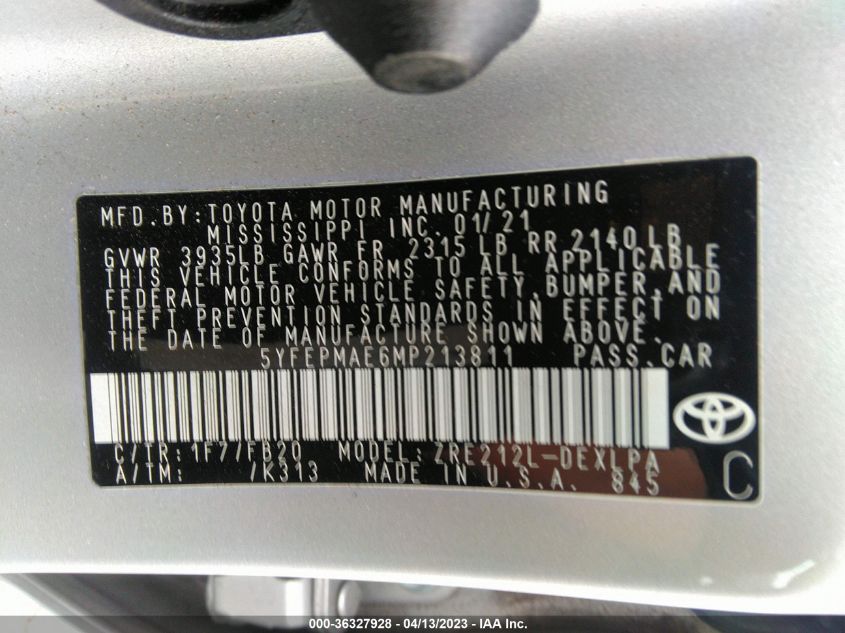 MFD.BY:TOYOTA MOTOR MANUFACTURING
MISSISSIPPI INC. 01/21
GVWR 3935LB GAWR FR 2315 LB RR 2140LB
THIS VEHICLE CONFORMS TO ALL APPLICABLE
FEDERAL MOTOR VEHICLE SAFETY,BUMPER,AND
THEFT PREVENTION STANDARDS IN EFFECT ON
THE DATE OF MANUFACTURE SHOWN ABOVE.
5YFEPMAE6MP213811 PASS.CAR
C/TR:1F7/FB20 MODEL:ZRE212L-DEXLPA
A/TM: /K313 MADE IN U.S.A. 845
C
000-36327928 - 04/13/2023 - IAA Inc.